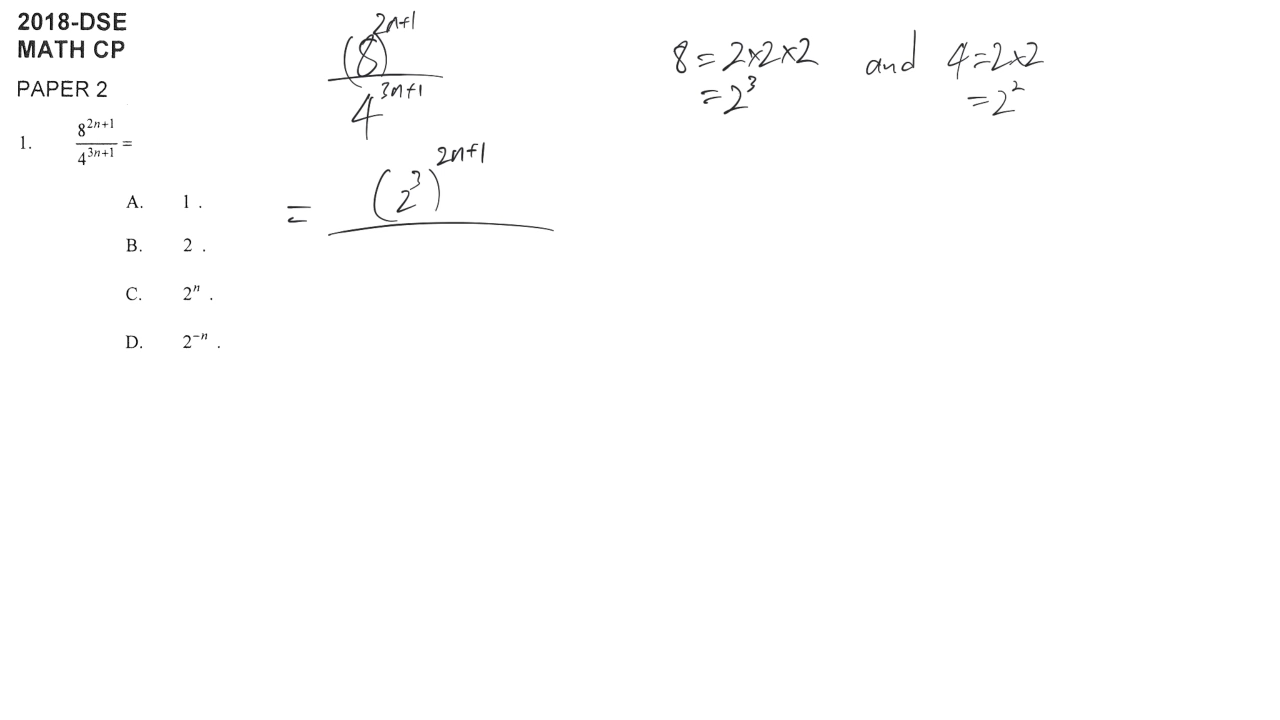 2018-DSE
MATH CP
PAPER 2
1. 8^{2n+1} / 4^{3n+1} =
A. 1 .
B. 2 .
C. 2^n .
D. 2^{-n} .
(8)^{2n+1} / 4^{3n+1}
= (2^3)^{2n+1}
8 = 2×2×2 and 4 = 2×2
= 2^3 = 2^2